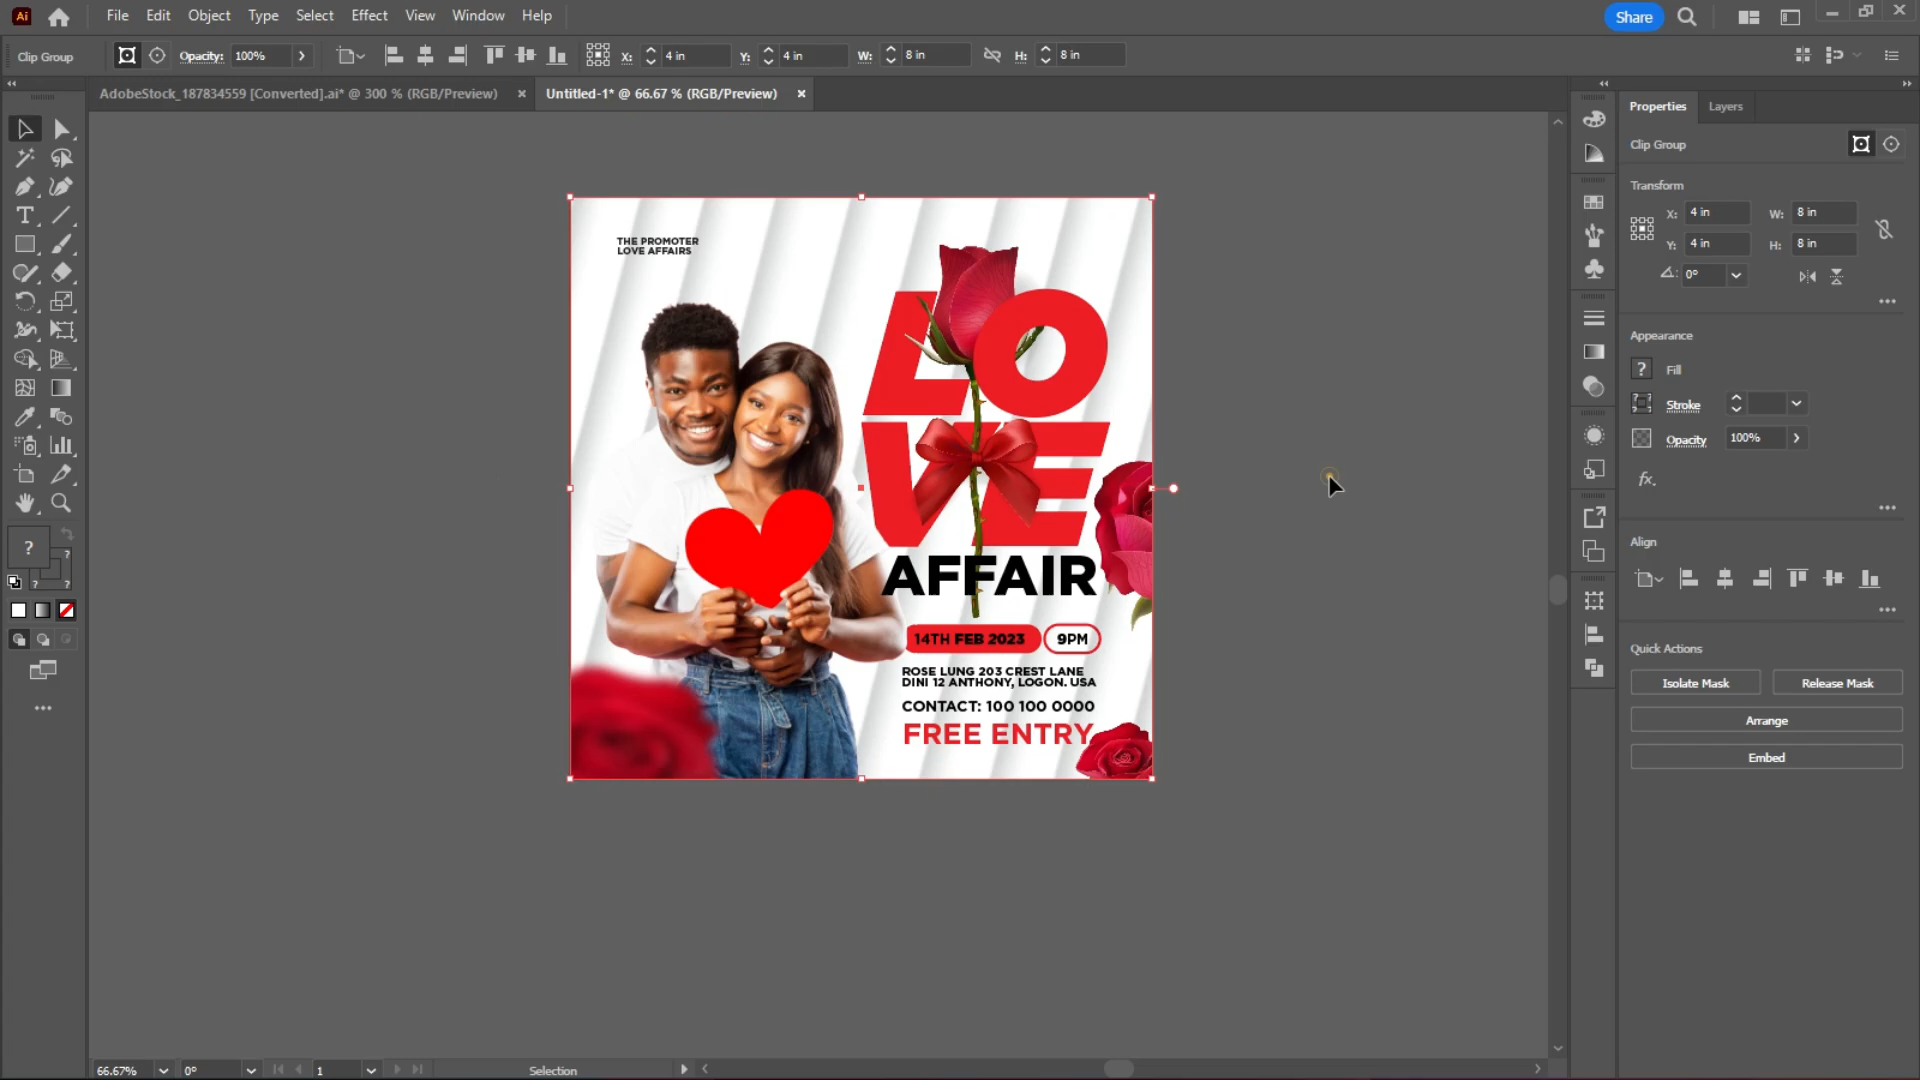 Ai File Edit Object Type Select Effect View Window Help Share
Clip Group Opacity: 100% X: 4 in Y: 4 in W: 8 in H: 8 in
AdobeStock_187834559 [Converted].ai* @ 300 % (RGB/Preview) × Untitled-1* @ 66.67 % (RGB/Preview) ×
THE PROMOTER
LOVE AFFAIRS
LO
VE
AFFAIR
14TH FEB 2023 9PM
ROSE LUNG 203 CREST LANE
DINI 12 ANTHONY, LOGON. USA
CONTACT: 100 100 0000
FREE ENTRY
Properties Layers
Clip Group
Transform
X: 4 in W: 8 in
Y: 4 in H: 8 in
0°
Appearance
? Fill
Stroke
Opacity 100%
fx.
Align
Quick Actions
Isolate Mask Release Mask
Arrange
Embed
?
?
? ?
66.67% 0° 1 Selection